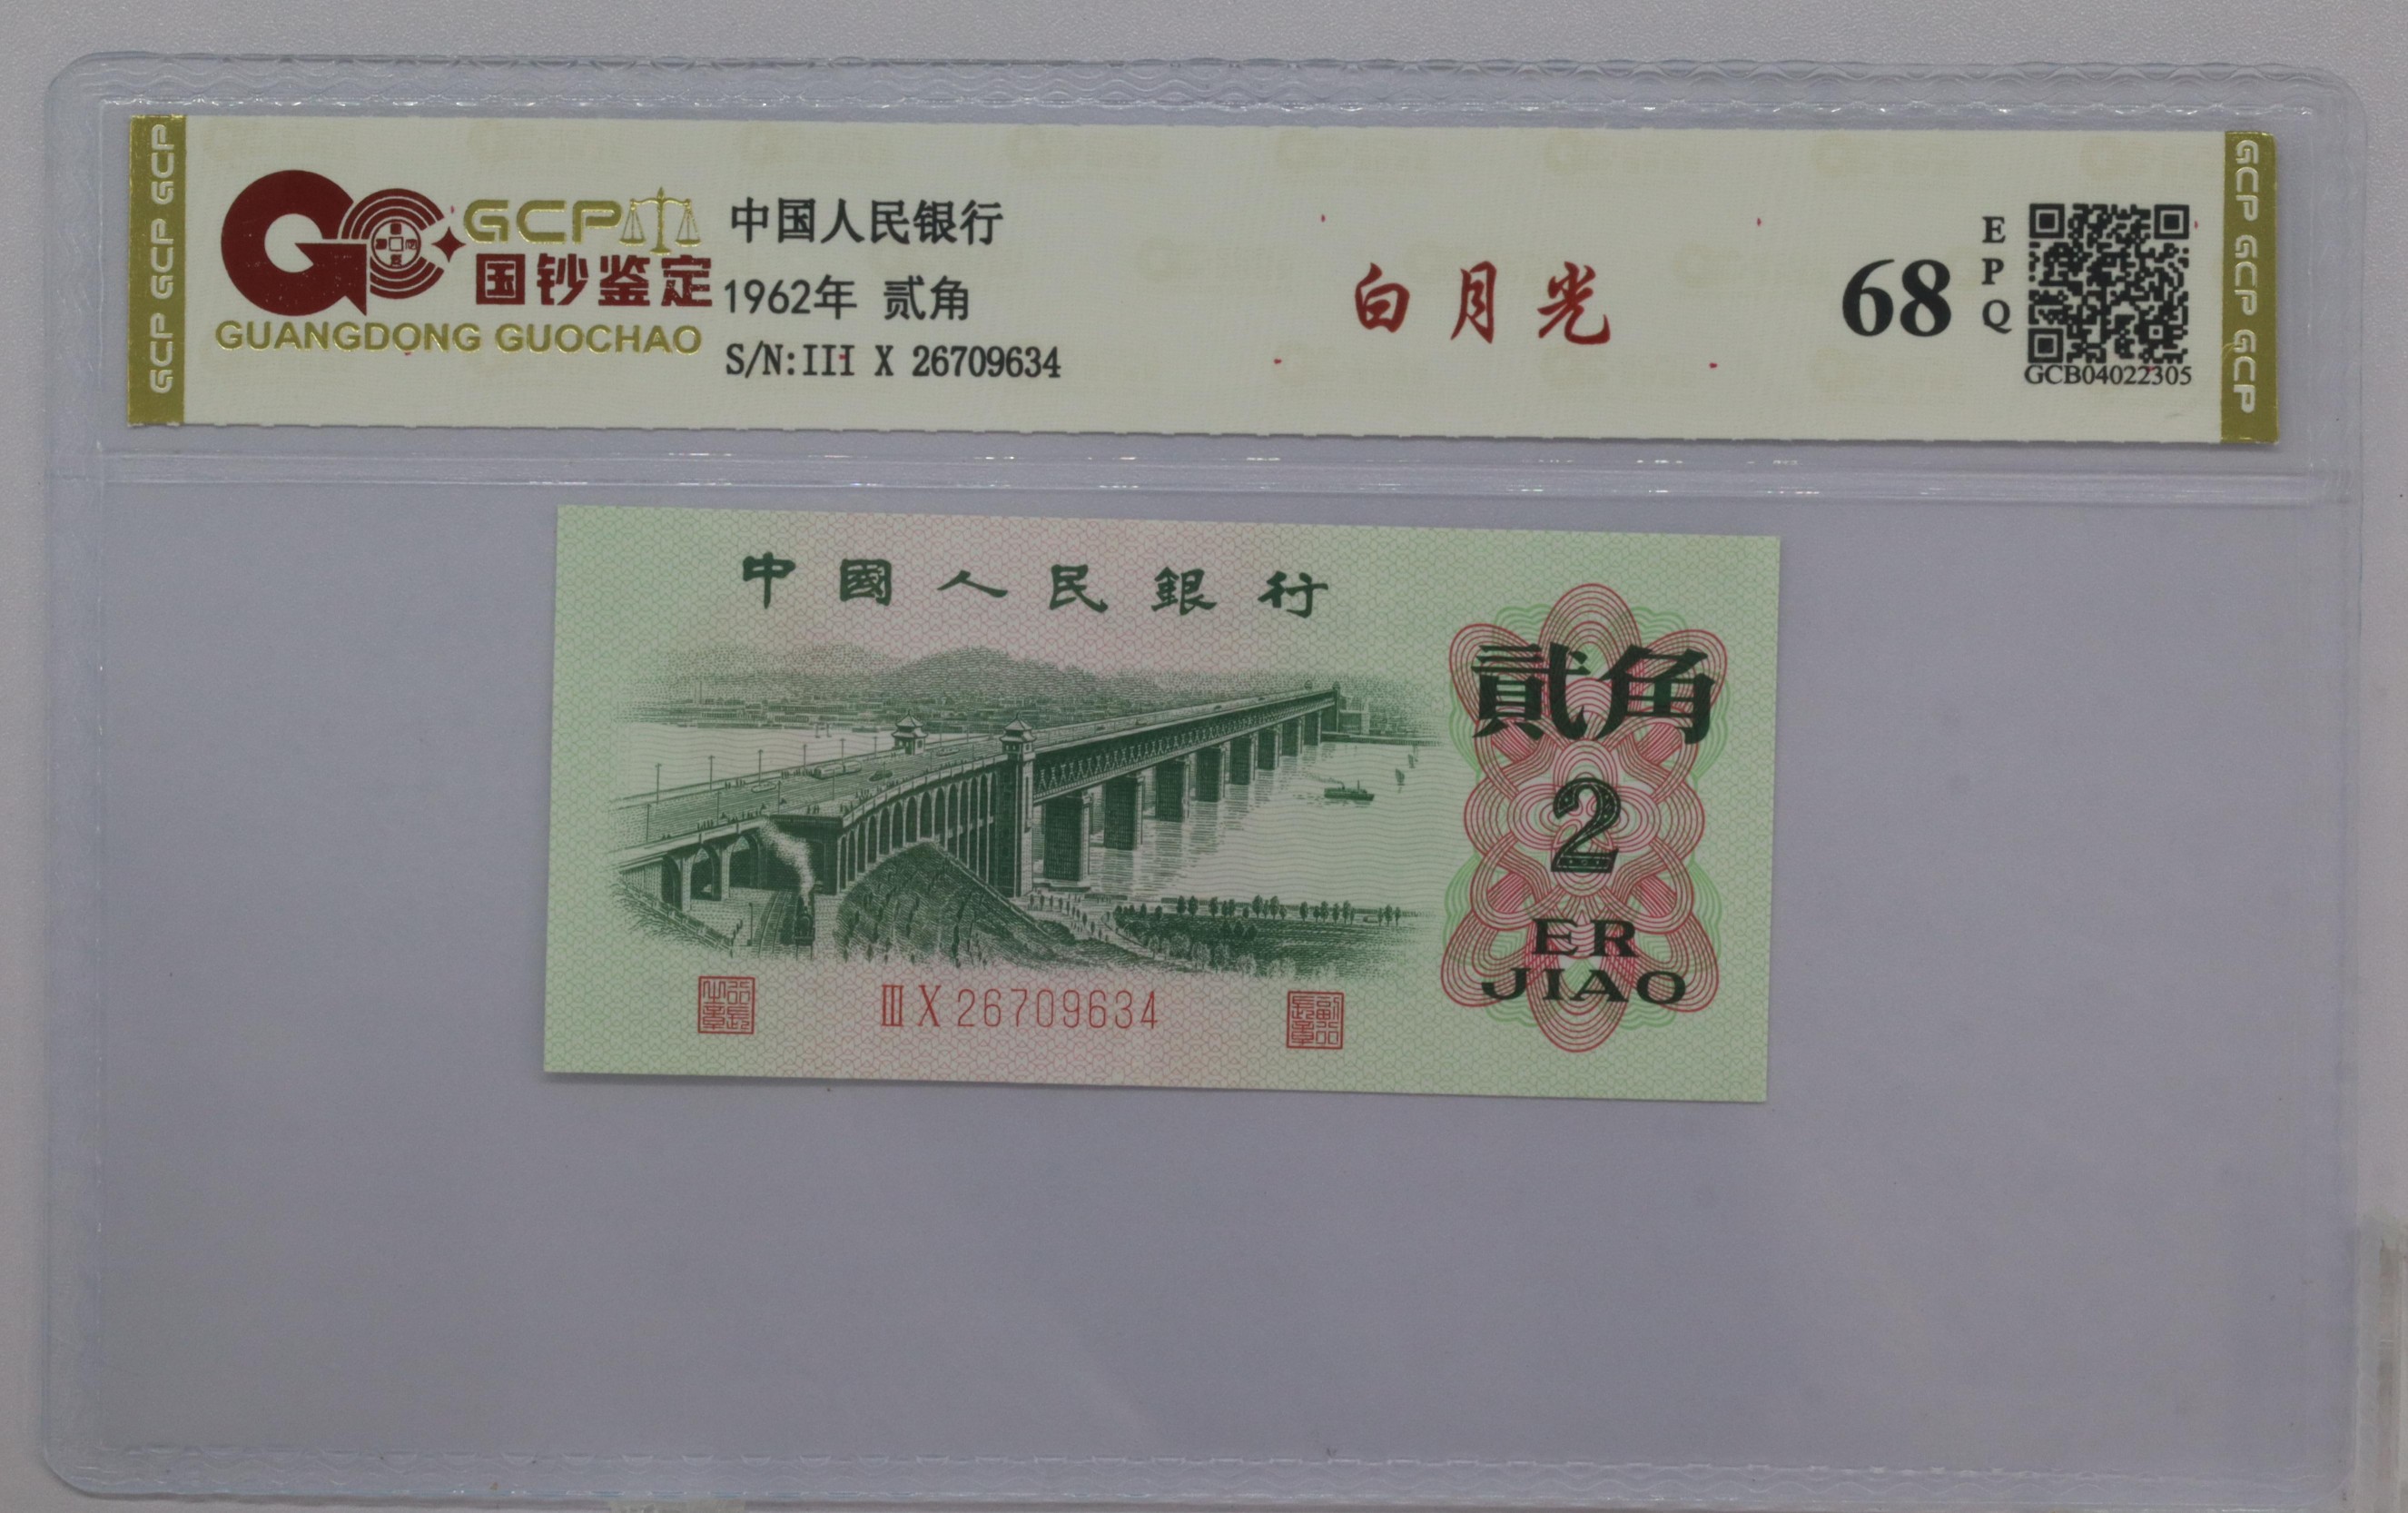 GCP GCP GCP
GCP
国钞鉴定
GUANGDONG GUOCHAO
中国人民银行
1962年 贰角
S/N:III X 26709634
白月光
68
EPQ
GCB04022305
GCP GCP GCP
中國人民銀行
貳角
2
ER
JIAO
III X 26709634